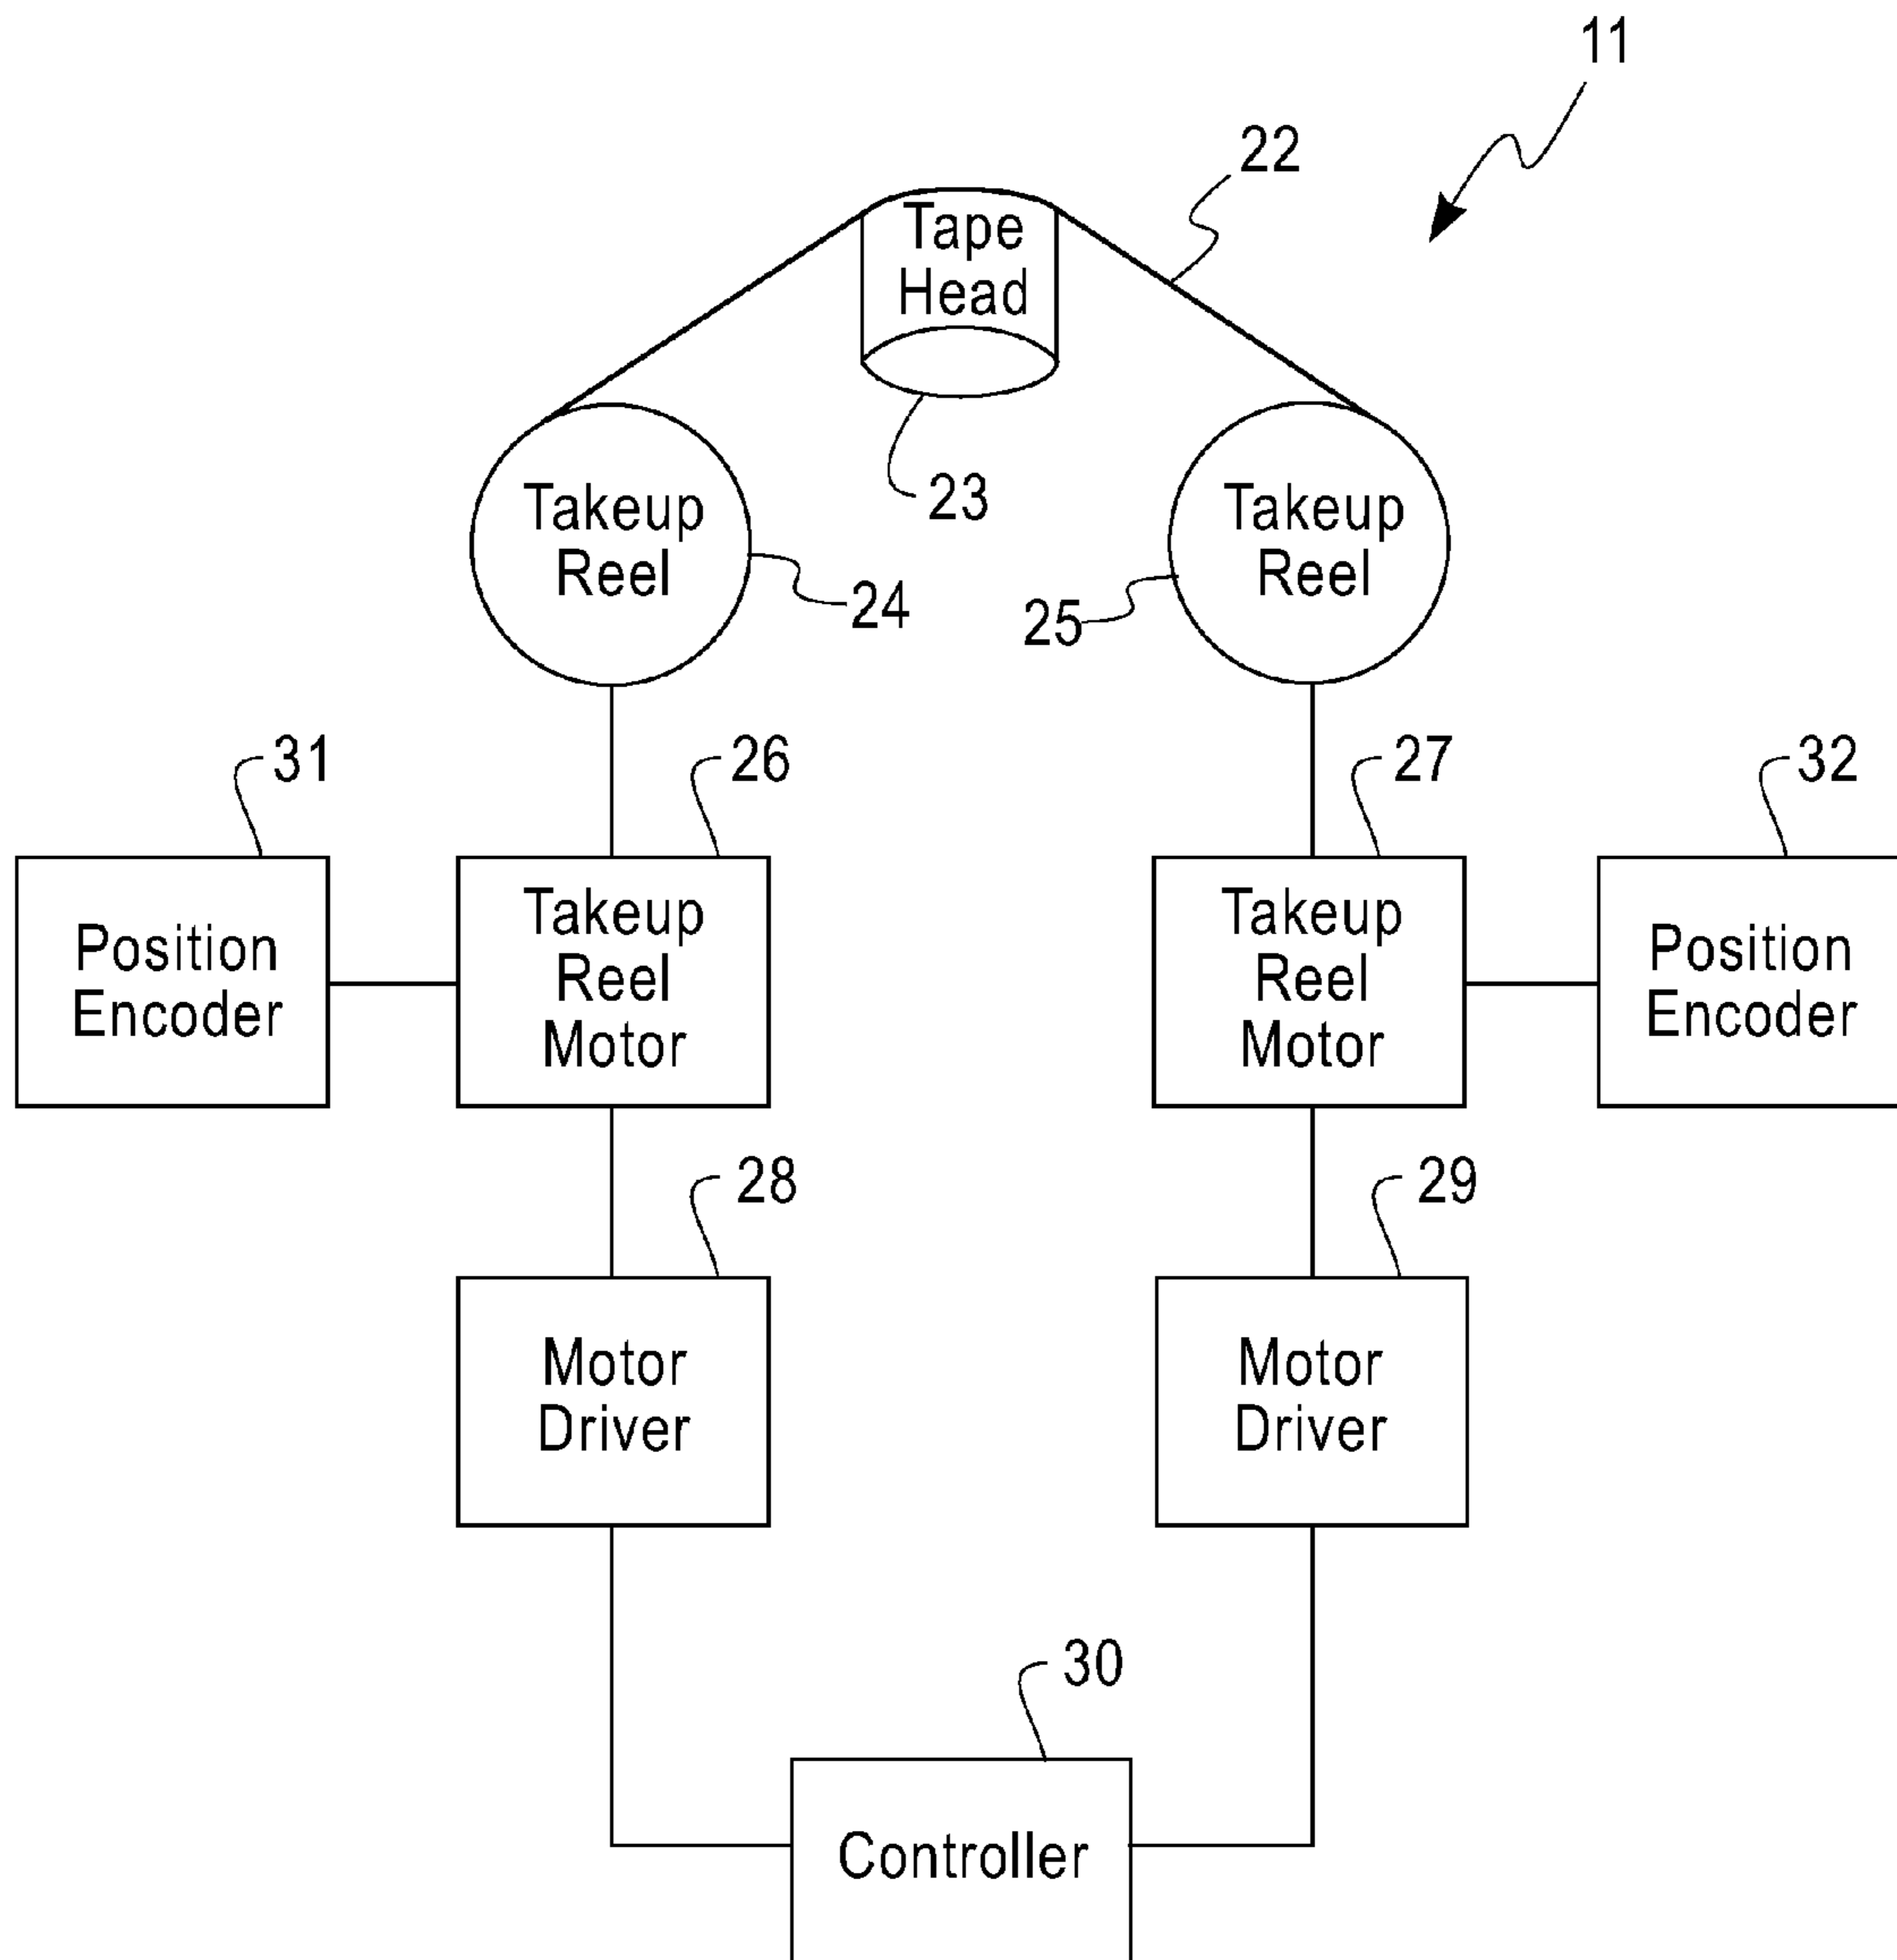 11
22
Tape
Head
23
Takeup
Reel
24
Takeup
Reel
25
31
26
27
32
Position
Encoder
Takeup
Reel
Motor
Takeup
Reel
Motor
Position
Encoder
28
29
Motor
Driver
Motor
Driver
30
Controller